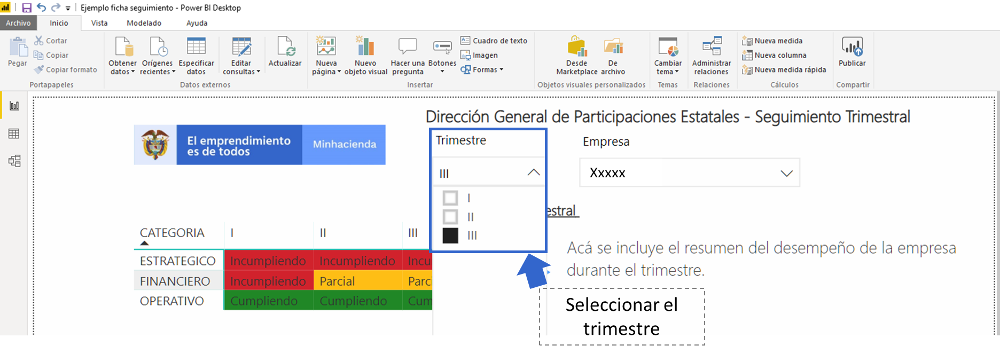 Ejemplo ficha seguimiento - Power BI Desktop
Archivo Inicio Vista Modelado Ayuda
Pegar
Cortar
Copiar
Copiar formato
Portapapeles
Obtener datos
Orígenes recientes
Especificar datos
Editar consultas
Actualizar
Datos externos
Nueva página
Nuevo objeto visual
Hacer una pregunta
Botones
Cuadro de texto
Imagen
Formas
Insertar
Desde Marketplace
De archivo
Objetos visuales personalizados
Cambiar tema
Temas
Administrar relaciones
Relaciones
Nueva medida
Nueva columna
Nueva medida rápida
Cálculos
Publicar
Compartir
Dirección General de Participaciones Estatales - Seguimiento Trimestral
El emprendimiento
es de todos
Minhacienda
Trimestre
III
I
II
III
Empresa
Xxxxx
estral
CATEGORIA I II III
ESTRATEGICO Incumpliendo Incumpliendo Incu
FINANCIERO Incumpliendo Parcial Parc
OPERATIVO Cumpliendo Cumpliendo Cum
Acá se incluye el resumen del desempeño de la empresa
durante el trimestre.
Seleccionar el
trimestre